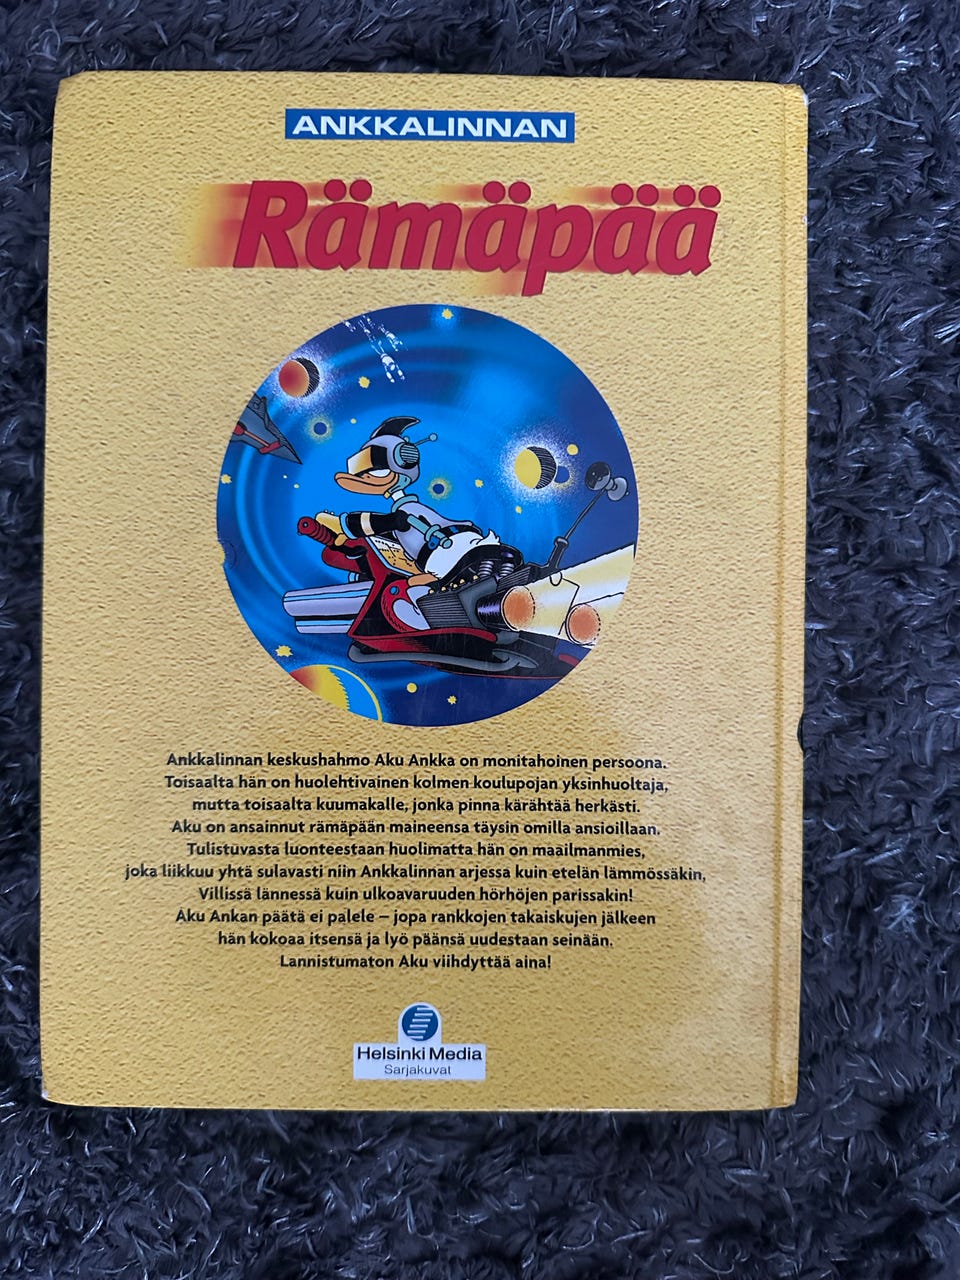 ANKKALINNAN
Rämäpää
Ankkalinnan keskushahmo Aku Ankka on monitahoinen persoona.
Toisaalta hän on huolehtivainen kolmen koulupojan yksinhuoltaja,
mutta toisaalta kuumakalle, jonka pinna kärähtää herkästi.
Aku on ansainnut rämäpään maineensa täysin omilla ansioillaan.
Tulistuvasta luonteestaan huolimatta hän on maailmanmies,
joka liikkuu yhtä sulavasti niin Ankkalinnan arjessa kuin etelän lämmössäkin,
Villissä lännessä kuin ulkoavaruuden hörhöjen parissakin!
Aku Ankan päätä ei palele – jopa rankkojen takaiskujen jälkeen
hän kokoaa itsensä ja lyö päänsä uudestaan seinään.
Lannistumaton Aku viihdyttää aina!
Helsinki Media
Sarjakuvat